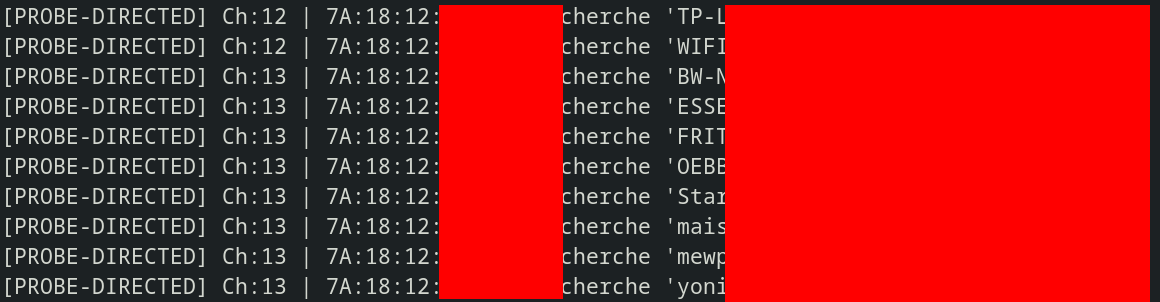 [PROBE-DIRECTED] Ch:12 | 7A:18:12: cherche 'TP-L
[PROBE-DIRECTED] Ch:12 | 7A:18:12: cherche 'WIFI
[PROBE-DIRECTED] Ch:13 | 7A:18:12: cherche 'BW-N
[PROBE-DIRECTED] Ch:13 | 7A:18:12: cherche 'ESSE
[PROBE-DIRECTED] Ch:13 | 7A:18:12: cherche 'FRIT
[PROBE-DIRECTED] Ch:13 | 7A:18:12: cherche 'OEBB
[PROBE-DIRECTED] Ch:13 | 7A:18:12: cherche 'Star
[PROBE-DIRECTED] Ch:13 | 7A:18:12: cherche 'mais
[PROBE-DIRECTED] Ch:13 | 7A:18:12: cherche 'mewp
[PROBE-DIRECTED] Ch:13 | 7A:18:12: cherche 'yoni